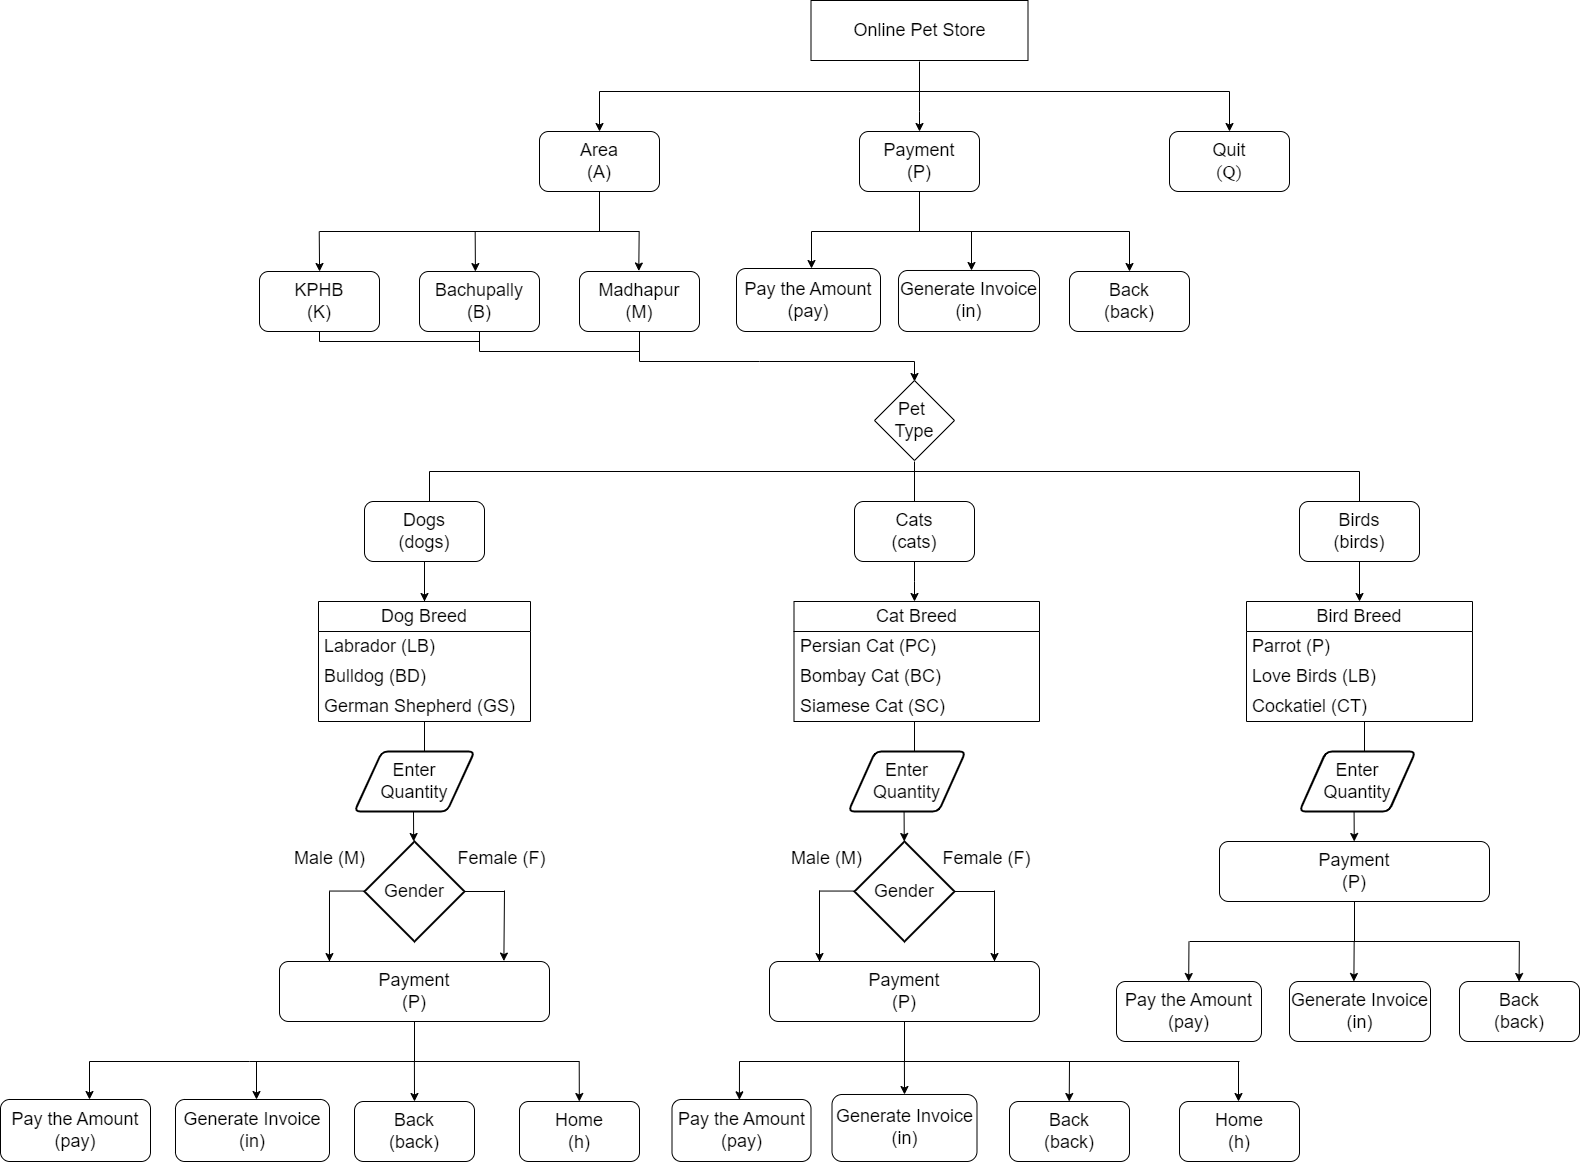 Online Pet Store
Area
(A)
Payment
(P)
Quit
(Q)
KPHB
(K)
Bachupally
(B)
Madhapur
(M)
Pay the Amount
(pay)
Generate Invoice
(in)
Back
(back)
Pet
Type
Dogs
(dogs)
Cats
(cats)
Birds
(birds)
Dog Breed
Labrador (LB)
Bulldog (BD)
German Shepherd (GS)
Cat Breed
Persian Cat (PC)
Bombay Cat (BC)
Siamese Cat (SC)
Bird Breed
Parrot (P)
Love Birds (LB)
Cockatiel (CT)
Enter
Quantity
Enter
Quantity
Enter
Quantity
Male (M)
Female (F)
Gender
Male (M)
Female (F)
Gender
Payment
(P)
Payment
(P)
Payment
(P)
Pay the Amount
(pay)
Generate Invoice
(in)
Back
(back)
Pay the Amount
(pay)
Generate Invoice
(in)
Back
(back)
Home
(h)
Pay the Amount
(pay)
Generate Invoice
(in)
Back
(back)
Home
(h)